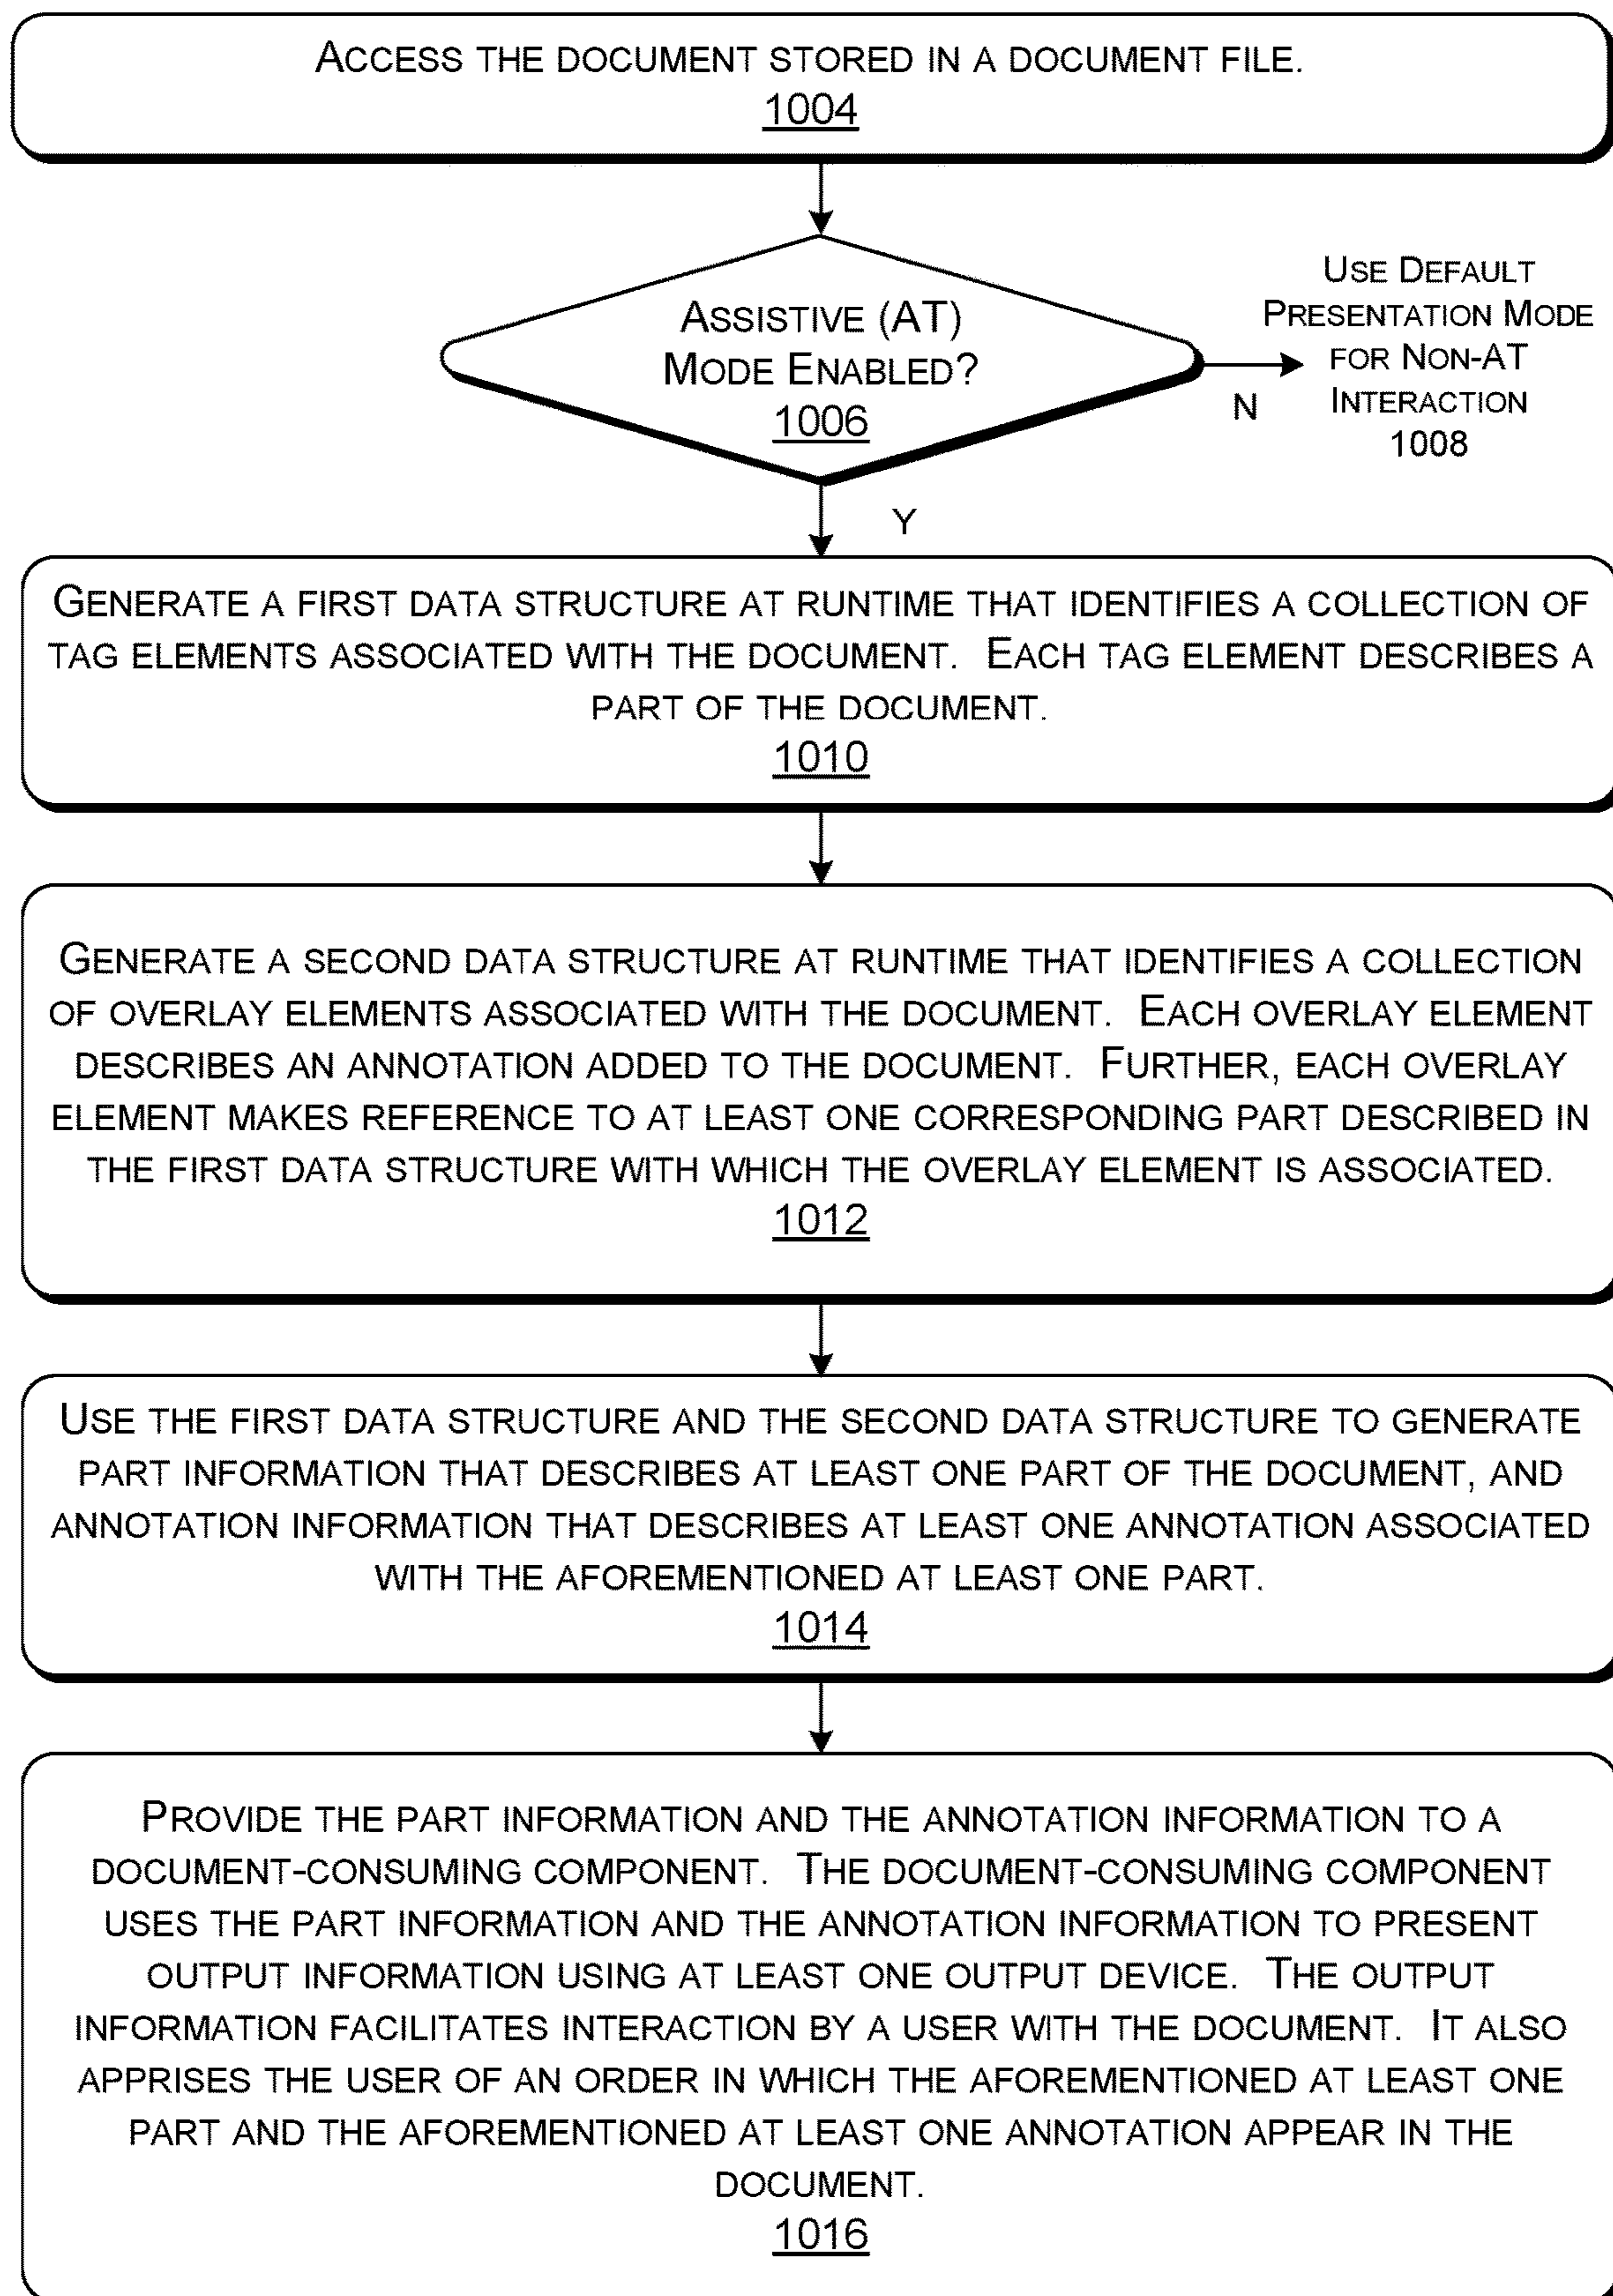 ACCESS THE DOCUMENT STORED IN A DOCUMENT FILE.
1004
ASSISTIVE (AT)
MODE ENABLED?
1006
USE DEFAULT
PRESENTATION MODE
FOR NON-AT
INTERACTION
1008
N
Y
GENERATE A FIRST DATA STRUCTURE AT RUNTIME THAT IDENTIFIES A COLLECTION OF
TAG ELEMENTS ASSOCIATED WITH THE DOCUMENT. EACH TAG ELEMENT DESCRIBES A
PART OF THE DOCUMENT.
1010
GENERATE A SECOND DATA STRUCTURE AT RUNTIME THAT IDENTIFIES A COLLECTION
OF OVERLAY ELEMENTS ASSOCIATED WITH THE DOCUMENT. EACH OVERLAY ELEMENT
DESCRIBES AN ANNOTATION ADDED TO THE DOCUMENT. FURTHER, EACH OVERLAY
ELEMENT MAKES REFERENCE TO AT LEAST ONE CORRESPONDING PART DESCRIBED IN
THE FIRST DATA STRUCTURE WITH WHICH THE OVERLAY ELEMENT IS ASSOCIATED.
1012
USE THE FIRST DATA STRUCTURE AND THE SECOND DATA STRUCTURE TO GENERATE
PART INFORMATION THAT DESCRIBES AT LEAST ONE PART OF THE DOCUMENT, AND
ANNOTATION INFORMATION THAT DESCRIBES AT LEAST ONE ANNOTATION ASSOCIATED
WITH THE AFOREMENTIONED AT LEAST ONE PART.
1014
PROVIDE THE PART INFORMATION AND THE ANNOTATION INFORMATION TO A
DOCUMENT-CONSUMING COMPONENT. THE DOCUMENT-CONSUMING COMPONENT
USES THE PART INFORMATION AND THE ANNOTATION INFORMATION TO PRESENT
OUTPUT INFORMATION USING AT LEAST ONE OUTPUT DEVICE. THE OUTPUT
INFORMATION FACILITATES INTERACTION BY A USER WITH THE DOCUMENT. IT ALSO
APPRISES THE USER OF AN ORDER IN WHICH THE AFOREMENTIONED AT LEAST ONE
PART AND THE AFOREMENTIONED AT LEAST ONE ANNOTATION APPEAR IN THE
DOCUMENT.
1016